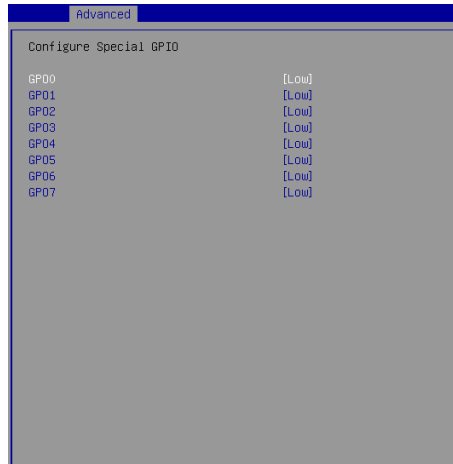 Advanced
Configure Special GPIO
GPO0 [Low]
GPO1 [Low]
GPO2 [Low]
GPO3 [Low]
GPO4 [Low]
GPO5 [Low]
GPO6 [Low]
GPO7 [Low]